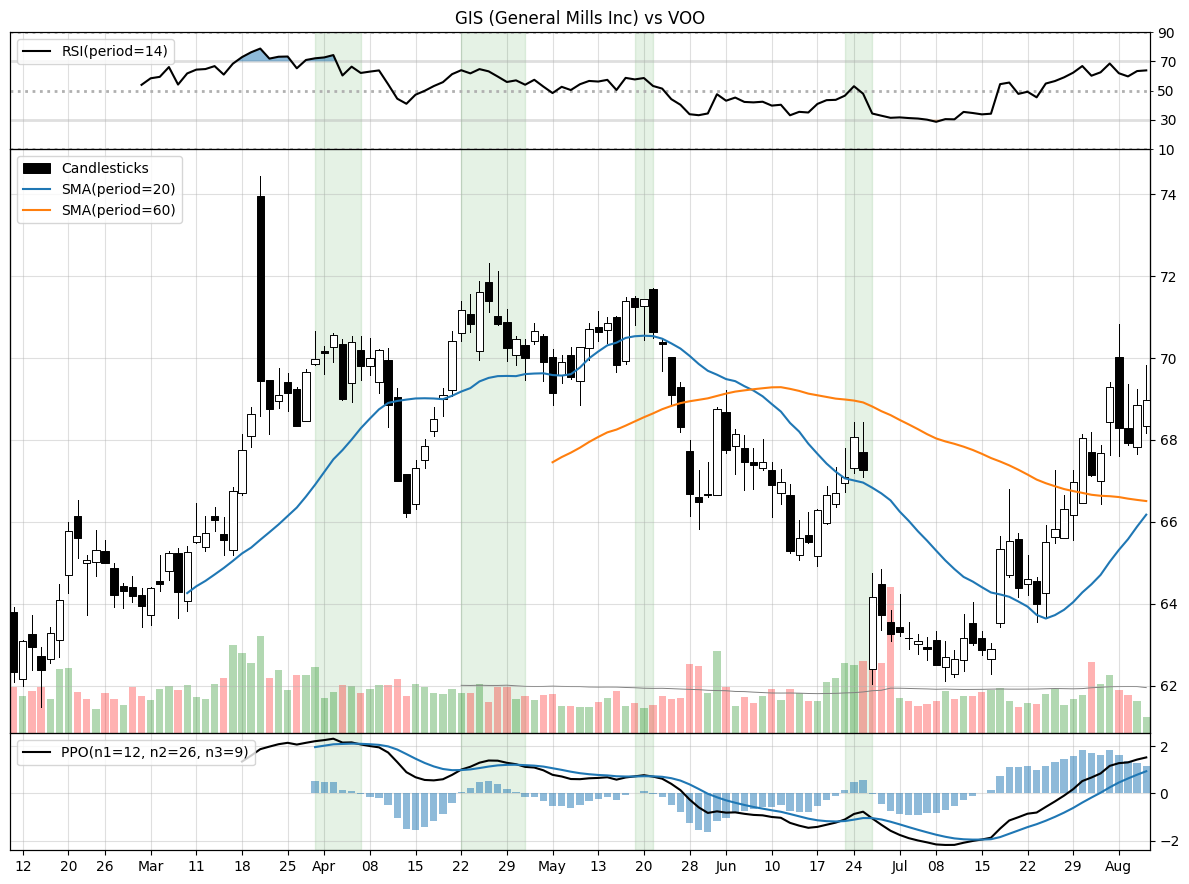 GIS (General Mills Inc) vs VOO
RSI(period=14)
90
70
50
30
10
Candlesticks
SMA(period=20)
SMA(period=60)
74
72
70
68
66
64
62
PPO(n1=12, n2=26, n3=9)
2
0
−2
12 20 26 Mar 11 18 25 Apr 08 15 22 29 May 13 20 28 Jun 10 17 24 Jul 08 15 22 29 Aug